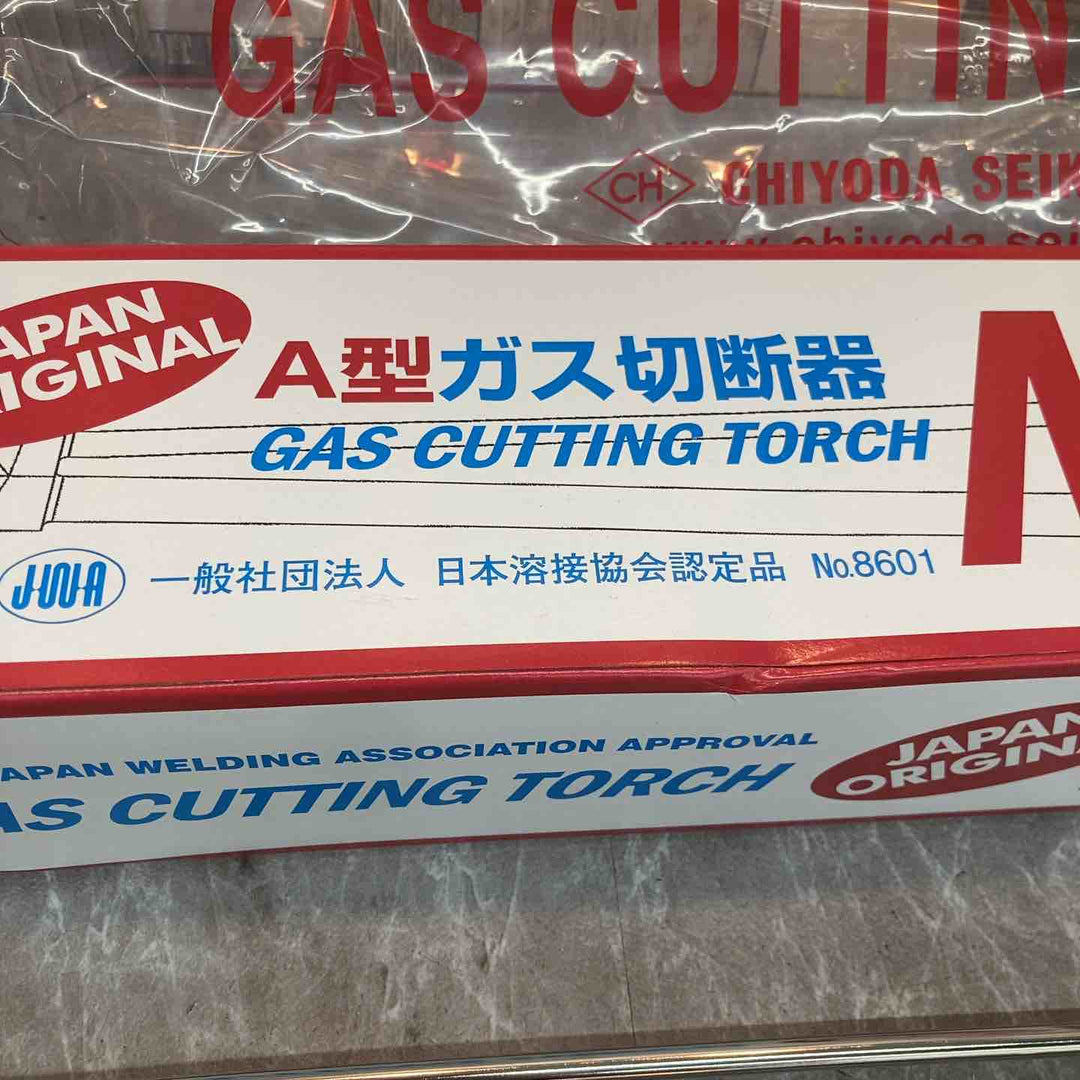 GAS CUTTIN
CH CHIYODA SEIK
JAPAN
ORIGINAL
A型ガス切断器
GAS CUTTING TORCH
JWA 一般社団法人 日本溶接協会認定品 No.8601
JAPAN WELDING ASSOCIATION APPROVAL
GAS CUTTING TORCH
JAPAN
ORIGINAL